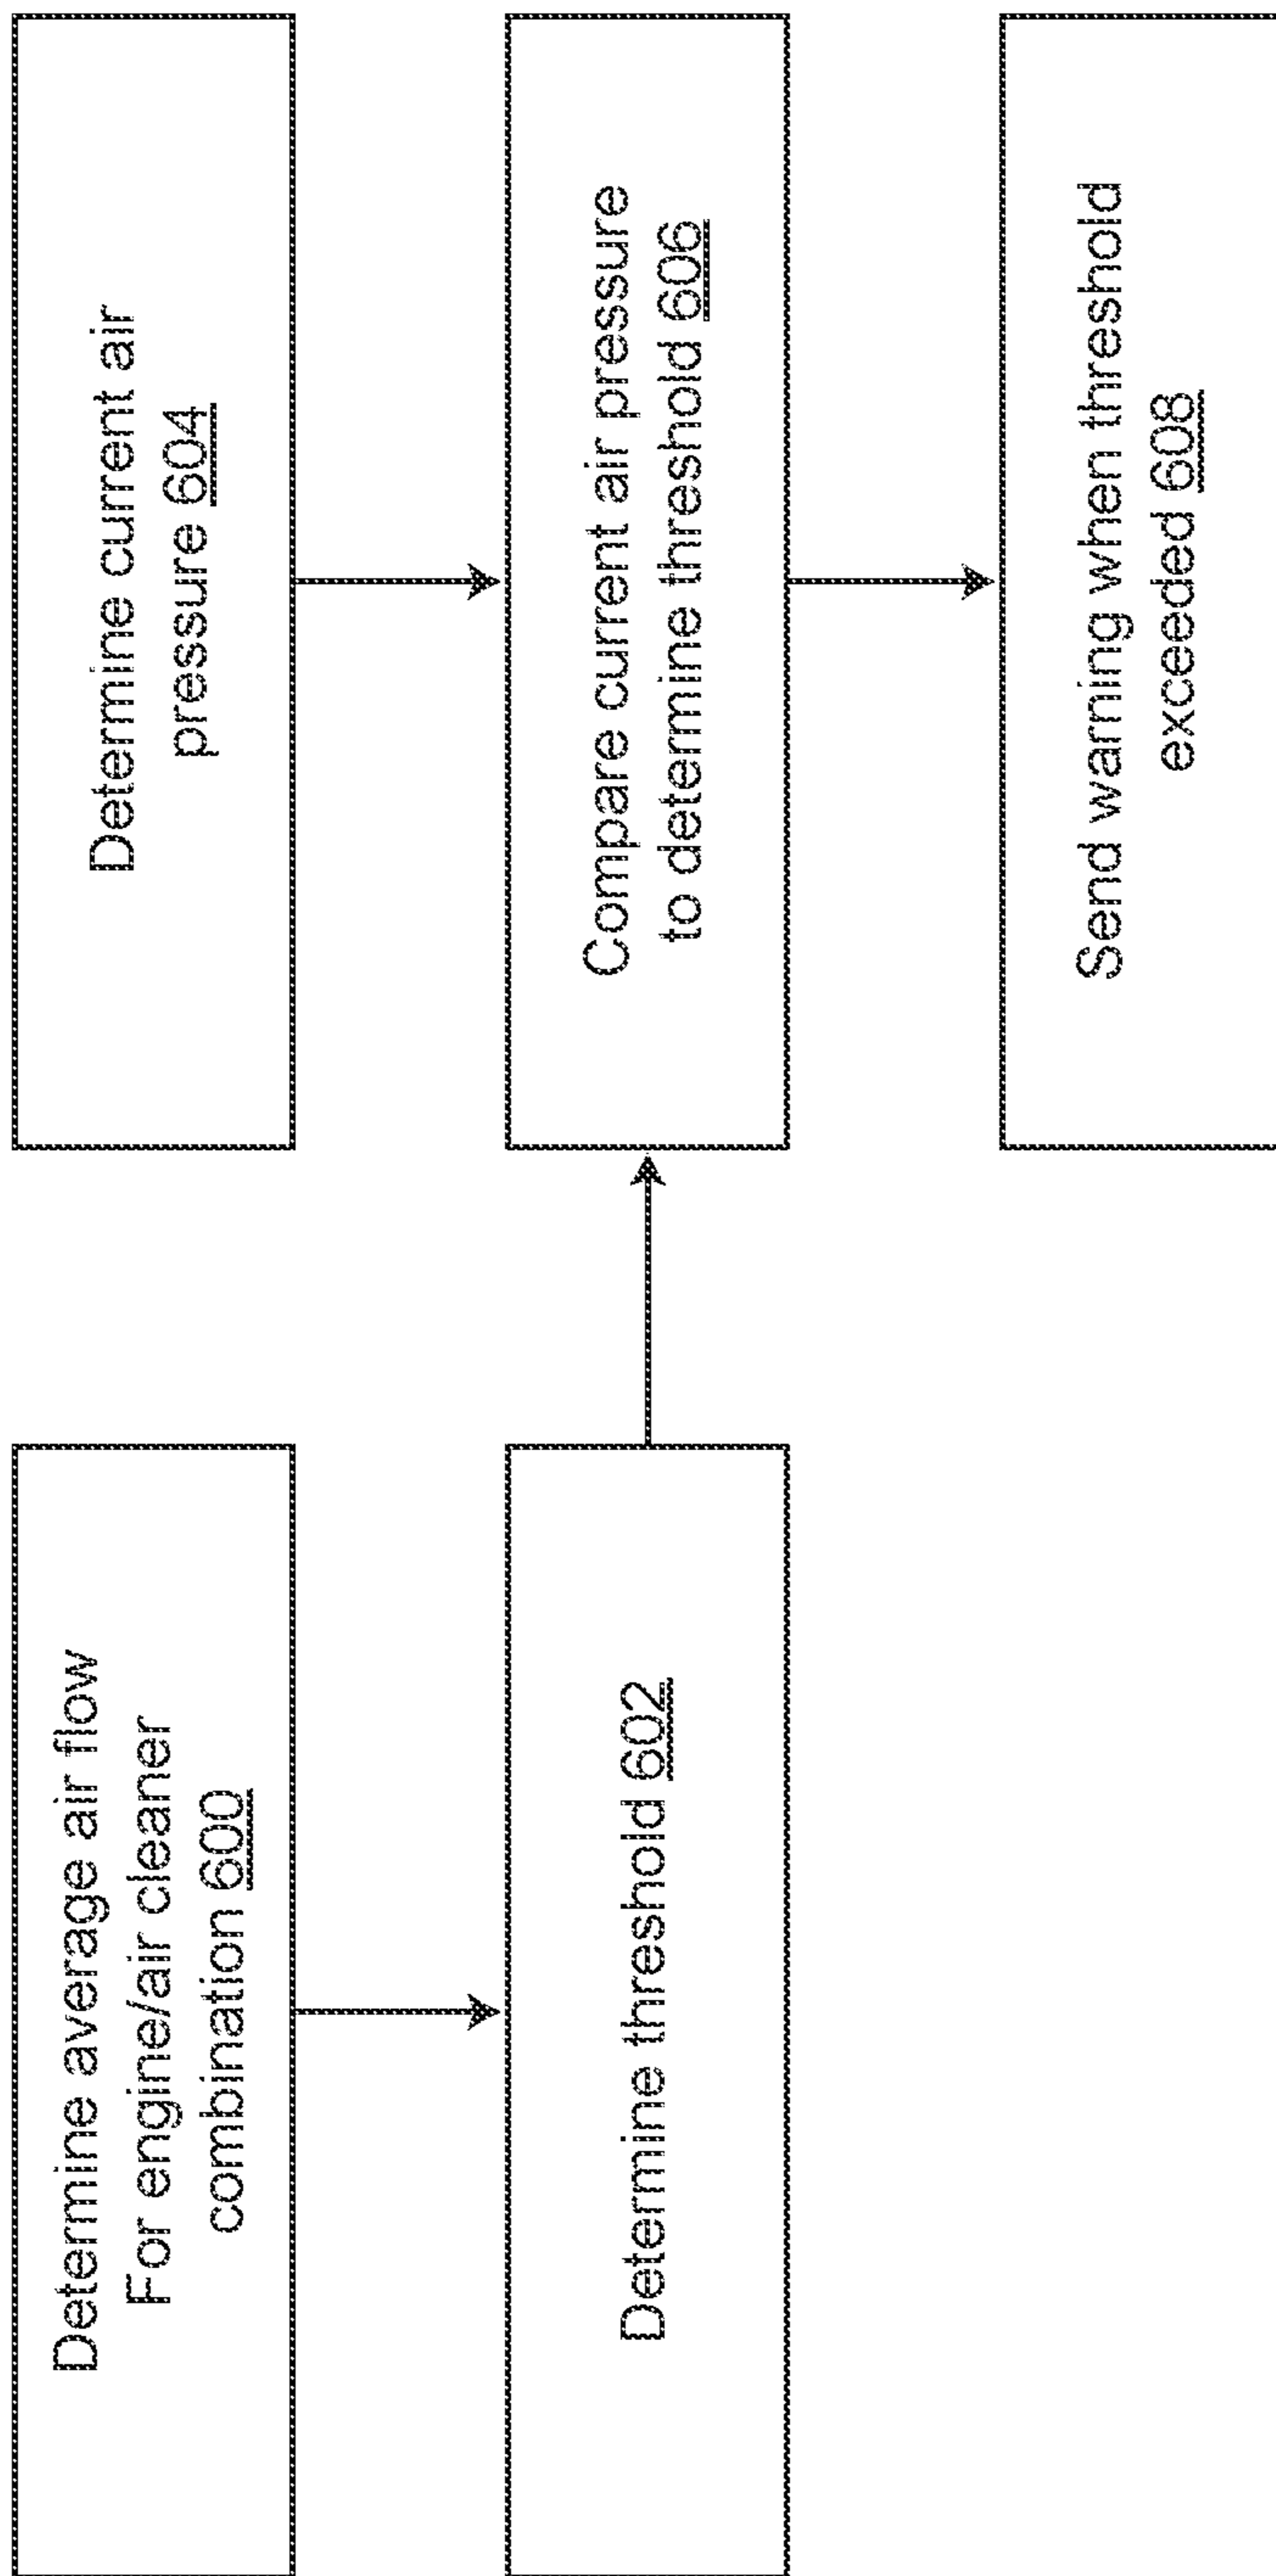 Determine average air flow
For engine/air cleaner
combination 600
Determine threshold 602
Determine current air
pressure 604
Compare current air pressure
to determine threshold 606
Send warning when threshold
exceeded 608